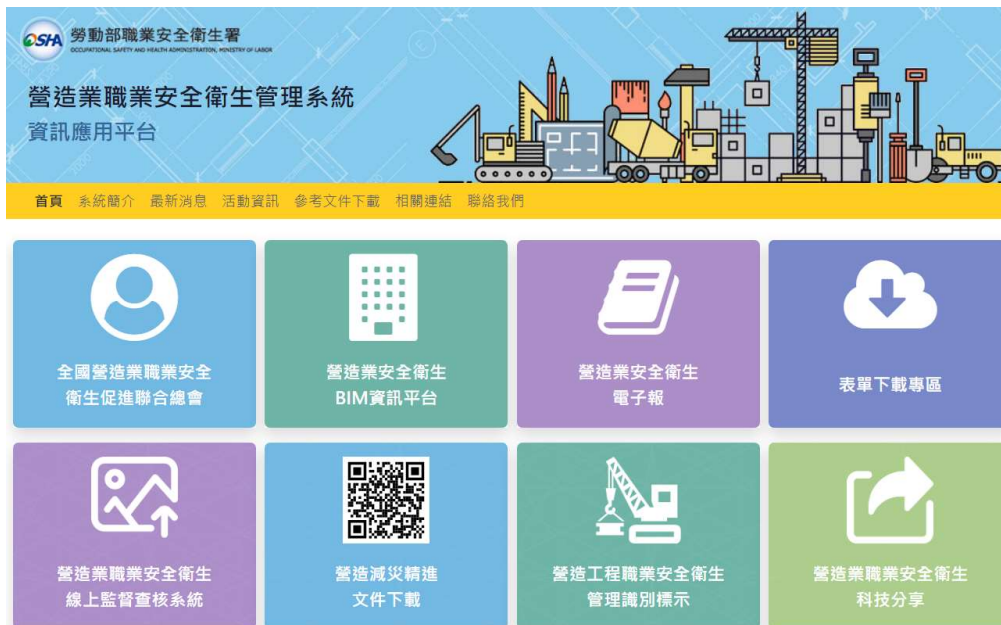 OSHA 勞動部職業安全衛生署
OCCUPATIONAL SAFETY AND HEALTH ADMINISTRATION, MINISTRY OF LABOR
營造業職業安全衛生管理系統
資訊應用平台
首頁 系統簡介 最新消息 活動資訊 參考文件下載 相關連結 聯絡我們
全國營造業職業安全
衛生促進聯合總會
營造業安全衛生
BIM資訊平台
營造業安全衛生
電子報
表單下載專區
營造業職業安全衛生
線上監督查核系統
營造減災精進
文件下載
營造工程職業安全衛生
管理識別標示
營造業職業安全衛生
科技分享